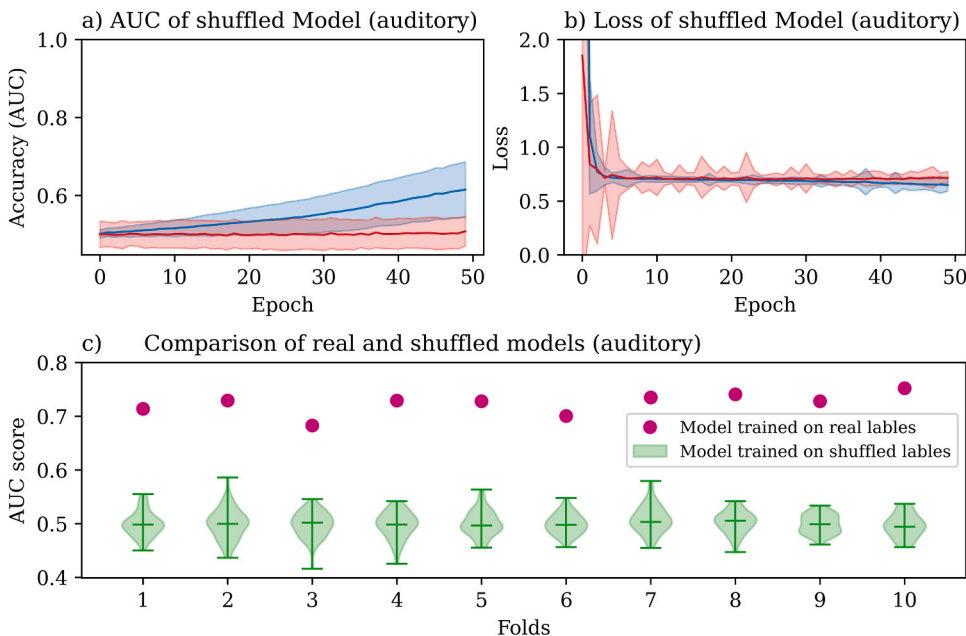 a) AUC of shuffled Model (auditory)
1.0
0.8
0.6
Accuracy (AUC)
0 10 20 30 40 50
Epoch
b) Loss of shuffled Model (auditory)
2.0
1.5
1.0
0.5
0.0
Loss
0 10 20 30 40 50
Epoch
c) Comparison of real and shuffled models (auditory)
0.8
0.7
0.6
0.5
0.4
AUC score
Model trained on real lables
Model trained on shuffled lables
1 2 3 4 5 6 7 8 9 10
Folds